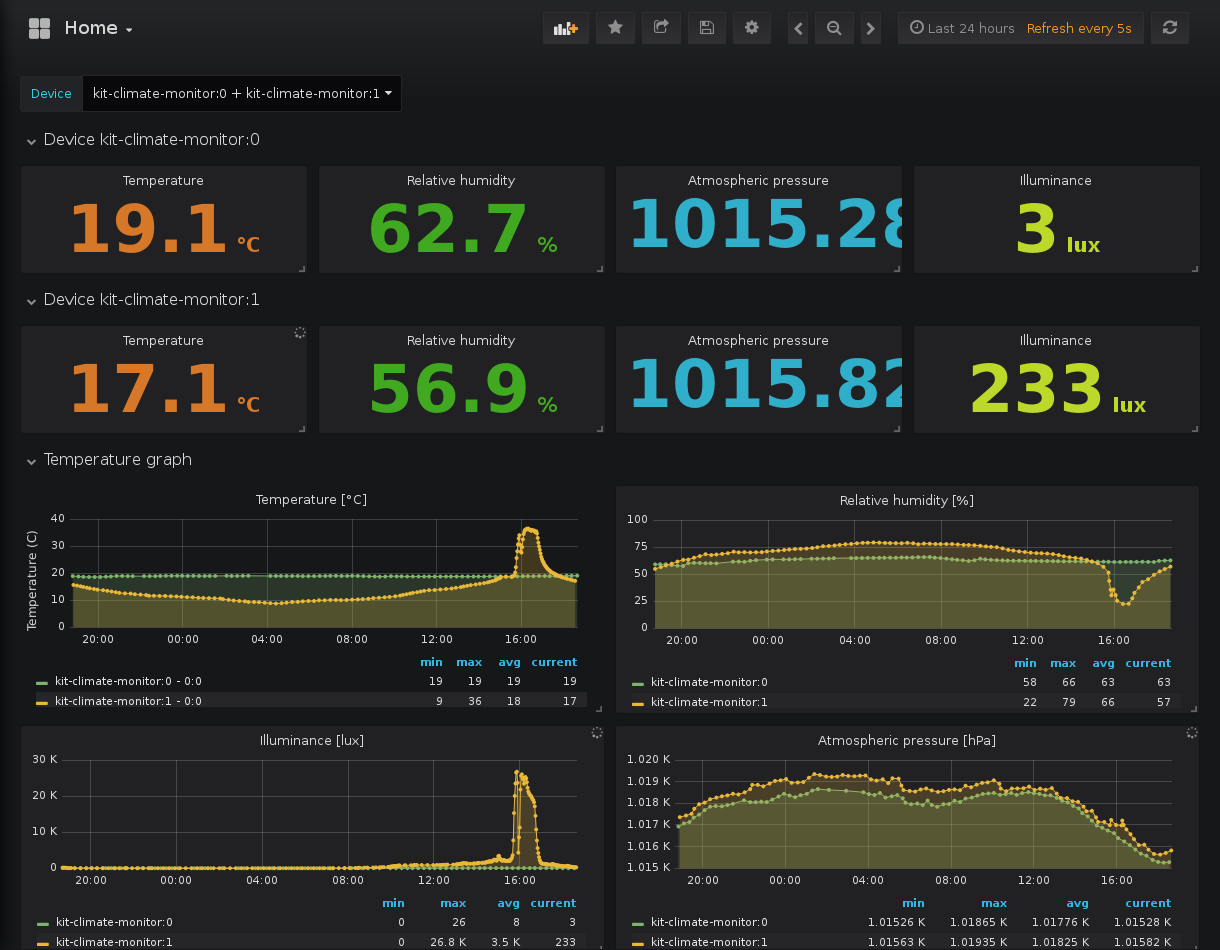 Home
Last 24 hours Refresh every 5s
Device kit-climate-monitor:0 + kit-climate-monitor:1
Device kit-climate-monitor:0
Temperature Relative humidity Atmospheric pressure Illuminance
19.1 °C 62.7 % 1015.28 3 lux
Device kit-climate-monitor:1
Temperature Relative humidity Atmospheric pressure Illuminance
17.1 °C 56.9 % 1015.82 233 lux
Temperature graph
Temperature [°C]
Temperature (C)
40
30
20
10
0
20:00 00:00 04:00 08:00 12:00 16:00
min max avg current
kit-climate-monitor:0 - 0:0 19 19 19 19
kit-climate-monitor:1 - 0:0 9 36 18 17
Relative humidity [%]
100
75
50
25
0
20:00 00:00 04:00 08:00 12:00 16:00
min max avg current
kit-climate-monitor:0 58 66 63 63
kit-climate-monitor:1 22 79 66 57
Illuminance [lux]
30 K
20 K
10 K
0
20:00 00:00 04:00 08:00 12:00 16:00
min max avg current
kit-climate-monitor:0 0 26 8 3
kit-climate-monitor:1 0 26.8 K 3.5 K 233
Atmospheric pressure [hPa]
1.020 K
1.019 K
1.018 K
1.017 K
1.016 K
1.015 K
20:00 00:00 04:00 08:00 12:00 16:00
min max avg current
kit-climate-monitor:0 1.01526 K 1.01865 K 1.01776 K 1.01528 K
kit-climate-monitor:1 1.01563 K 1.01935 K 1.01825 K 1.01582 K